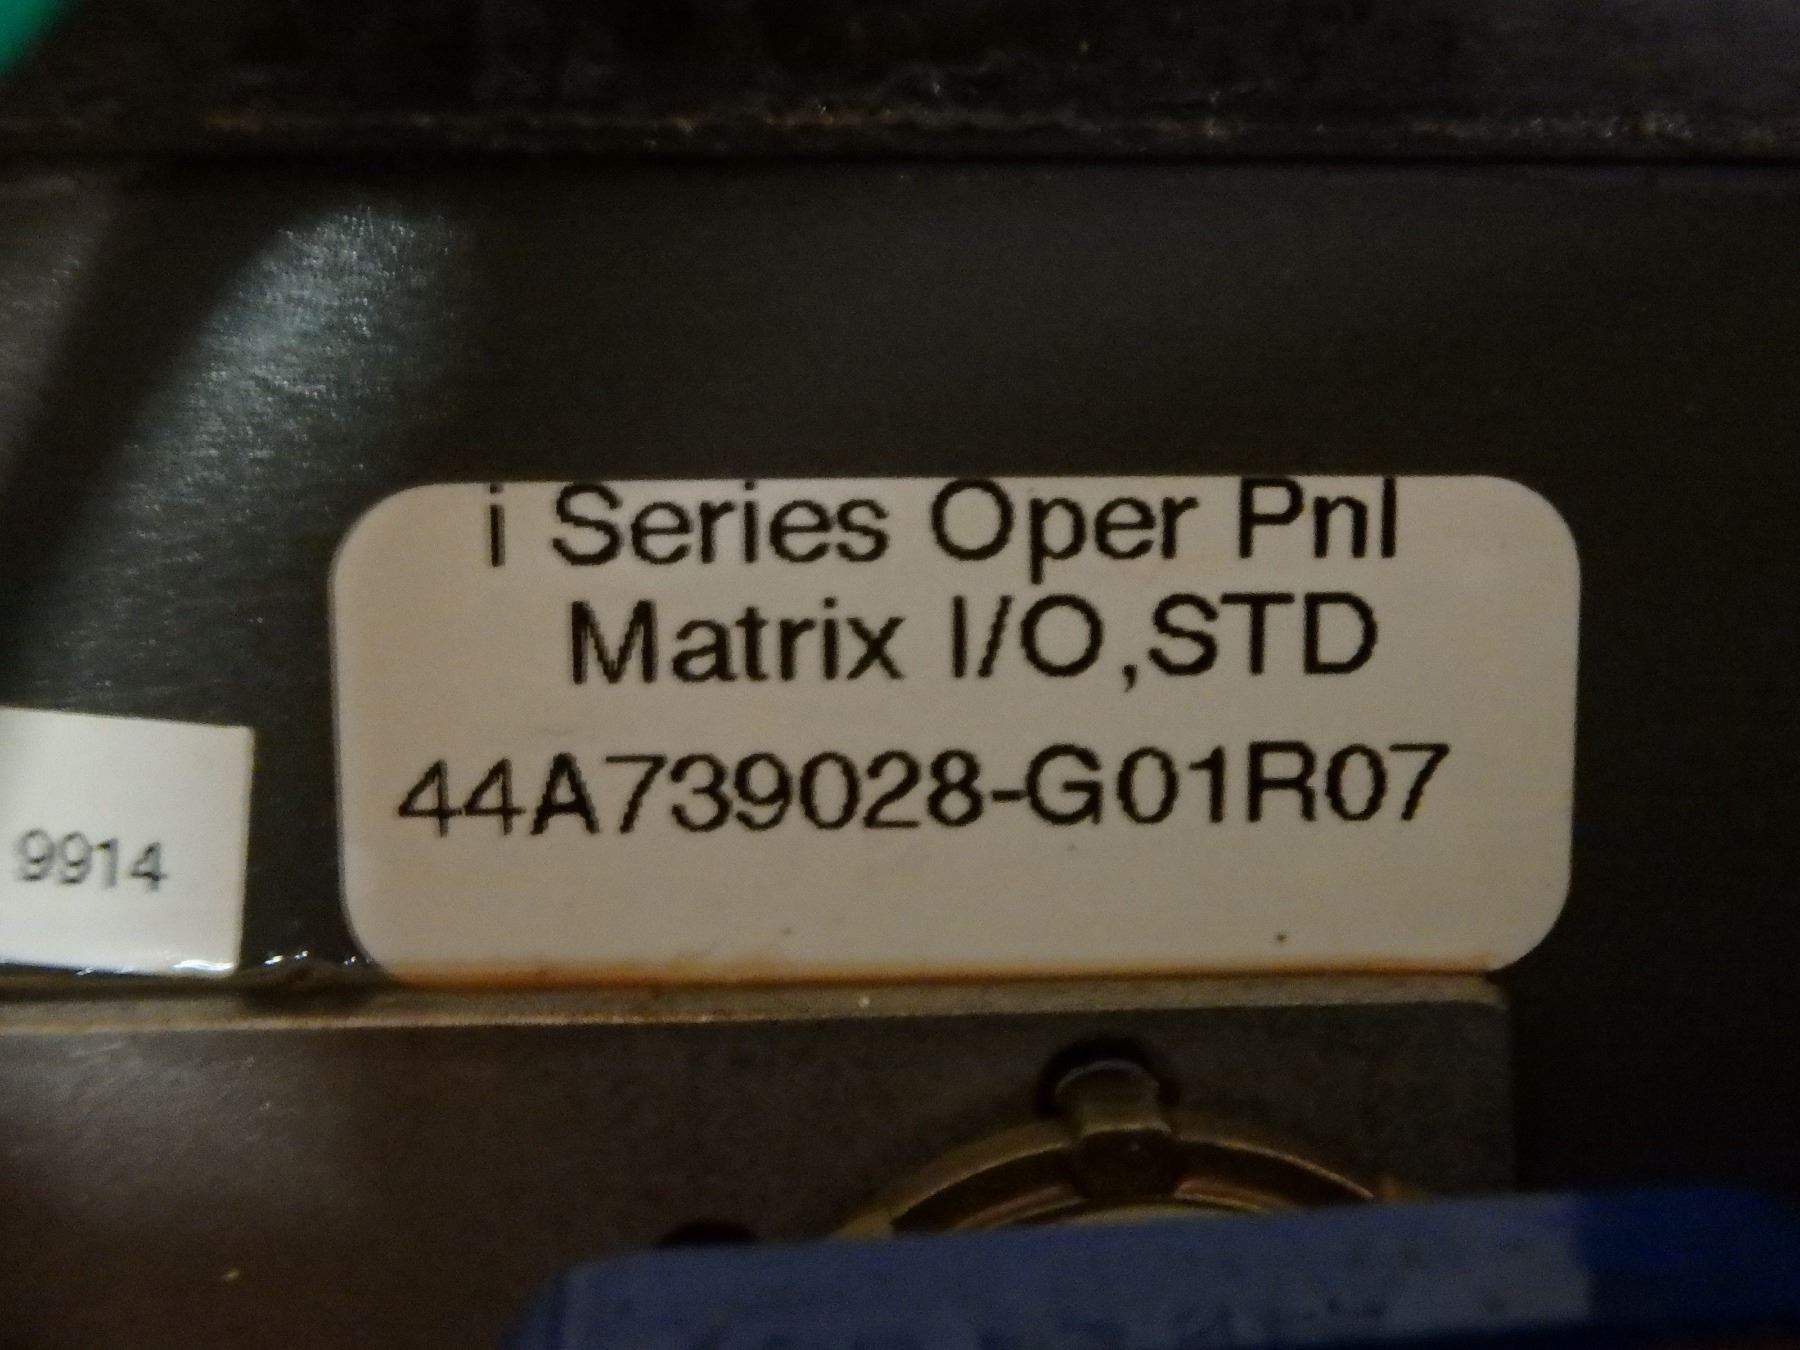 i Series Oper Pnl
Matrix I/O,STD
44A739028-G01R07
9914